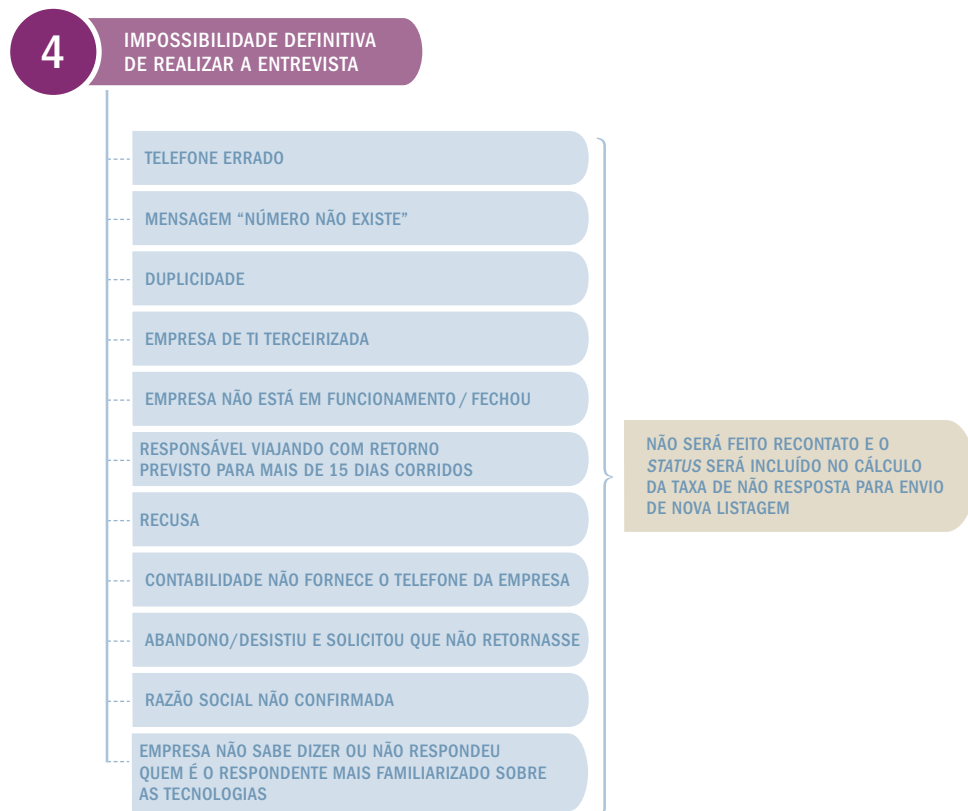 4
IMPOSSIBILIDADE DEFINITIVA
DE REALIZAR A ENTREVISTA
TELEFONE ERRADO
MENSAGEM “NÚMERO NÃO EXISTE”
DUPLICIDADE
EMPRESA DE TI TERCEIRIZADA
EMPRESA NÃO ESTÁ EM FUNCIONAMENTO / FECHOU
RESPONSÁVEL VIAJANDO COM RETORNO
PREVISTO PARA MAIS DE 15 DIAS CORRIDOS
RECUSA
CONTABILIDADE NÃO FORNECE O TELEFONE DA EMPRESA
ABANDONO/DESISTIU E SOLICITOU QUE NÃO RETORNASSE
RAZÃO SOCIAL NÃO CONFIRMADA
EMPRESA NÃO SABE DIZER OU NÃO RESPONDEU
QUEM É O RESPONDENTE MAIS FAMILIARIZADO SOBRE
AS TECNOLOGIAS
NÃO SERÁ FEITO RECONTATO E O
STATUS SERÁ INCLUÍDO NO CÁLCULO
DA TAXA DE NÃO RESPOSTA PARA ENVIO
DE NOVA LISTAGEM